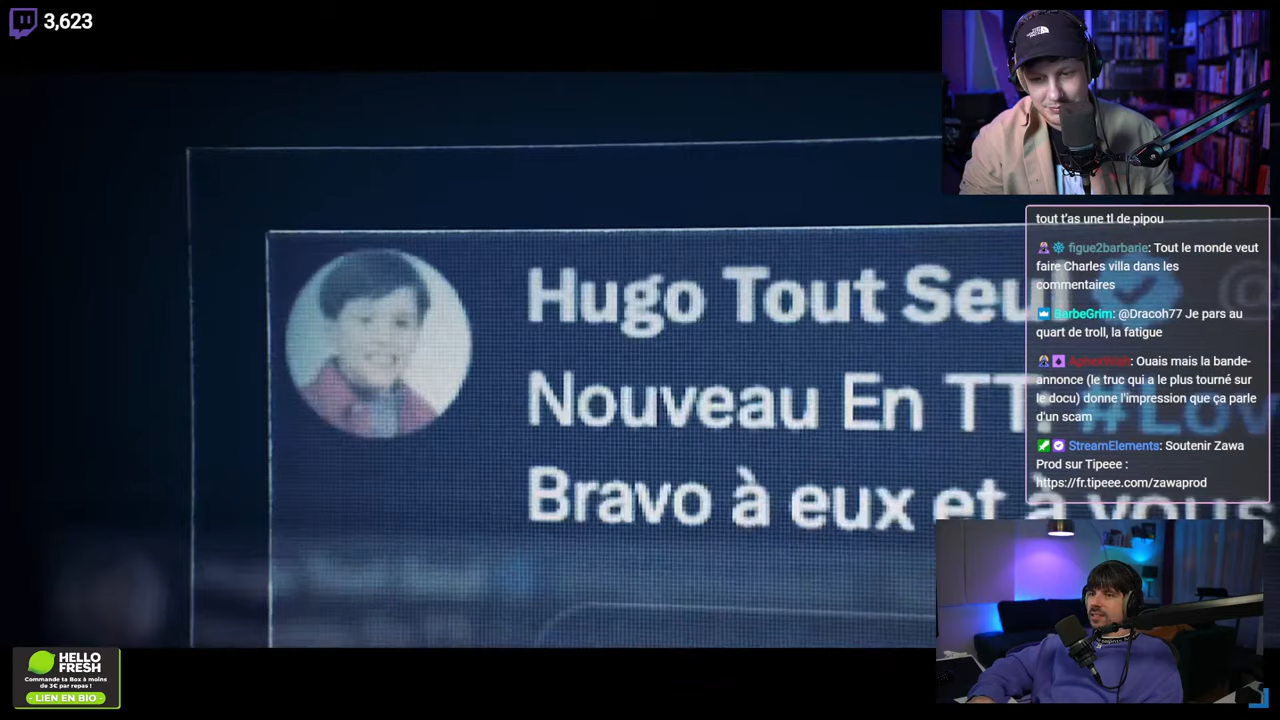 3,623
Hugo Tout Seul
Nouveau En TT
Bravo à eux et à vous
tout t'as une tl de pipou
figue2barbarie: Tout le monde veut
faire Charles villa dans les
commentaires
BarbeGrim: @Dracoh77 Je pars au
quart de troll, la fatigue
: Ouais mais la bande-
annonce (le truc qui a le plus tourné sur
le docu) donne l'impression que ça parle
d'un scam
StreamElements: Soutenir Zawa
Prod sur Tipeee :
https://fr.tipeee.com/zawaprod
HELLO
FRESH
Commande ta Box à moins
de 3€ par repas !
- LIEN EN BIO -